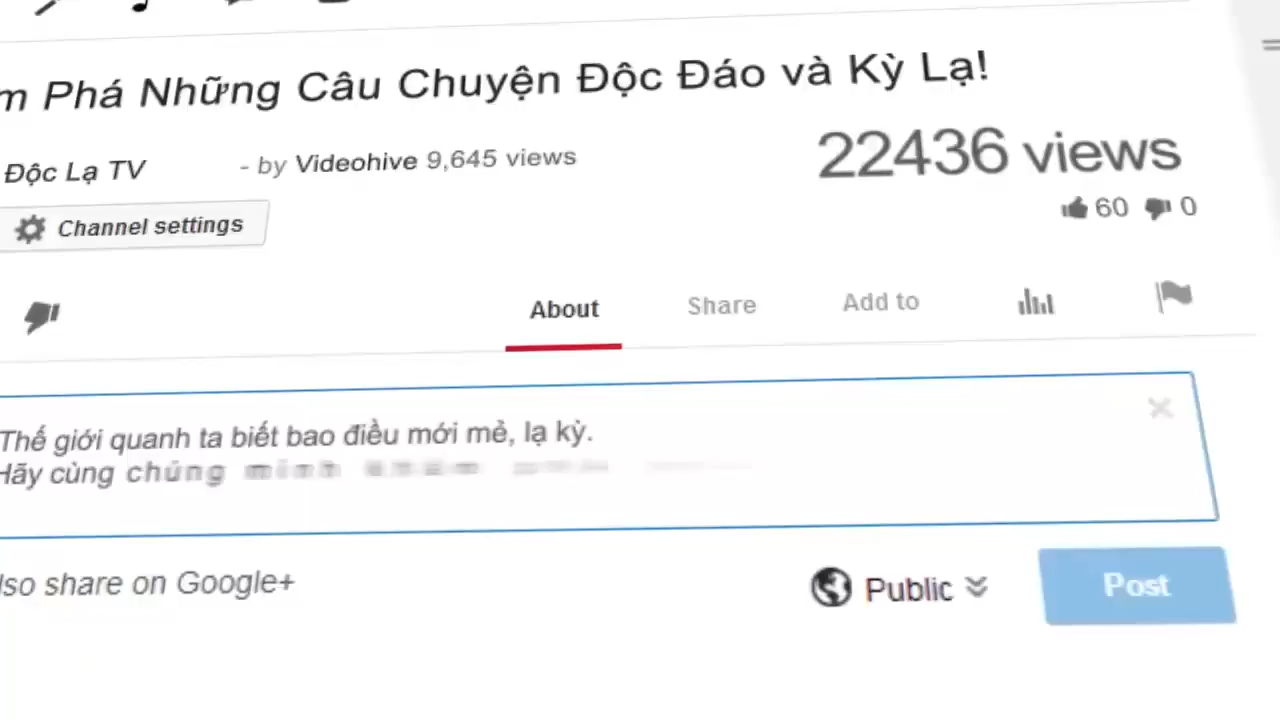 m Phá Những Câu Chuyện Độc Đáo và Kỳ Lạ!
Độc Lạ TV - by Videohive 9,645 views
22436 views
60 0
Channel settings
About Share Add to
Thế giới quanh ta biết bao điều mới mẻ, lạ kỳ.
Hãy cùng chúng mình
lso share on Google+
Public
Post